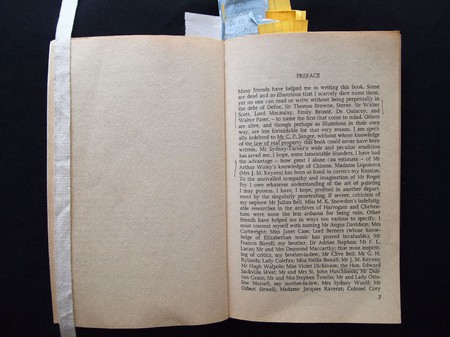 PREFACE
Many friends have helped me in writing this book. Some
are dead and so illustrious that I scarcely dare name them,
yet no one can read or write without being perpetually in
the debt of Defoe, Sir Thomas Browne, Sterne, Sir Walter
Scott, Lord Macaulay, Emily Brontë, De Quincey, and
Walter Pater, – to name the first that come to mind. Others
are alive, and though perhaps as illustrious in their own
way, are less formidable for that very reason. I am speci-
ally indebted to Mr C. P. Sanger, without whose knowledge
of the law of real property this book could never have been
written. Mr Sydney-Turner's wide and peculiar erudition
has saved me, I hope, some lamentable blunders. I have had
the advantage – how great I alone can estimate – of Mr
Arthur Waley's knowledge of Chinese. Madame Lopokova
(Mrs J. M. Keynes) has been at hand to correct my Russian.
To the unrivalled sympathy and imagination of Mr Roger
Fry I owe whatever understanding of the art of painting
I may possess. I have, I hope, profited in another depart-
ment by the singularly penetrating, if severe, criticism of
my nephew Mr Julian Bell. Miss M. K. Snowdon's indefatig-
able researches in the archives of Harrogate and Chelten-
ham were none the less arduous for being vain. Other
friends have helped me in ways too various to specify. I
must content myself with naming Mr Angus Davidson; Mrs
Cartwright; Miss Janet Case; Lord Berners (whose know-
ledge of Elizabethan music has proved invaluable); Mr
Francis Birrell; my brother, Dr Adrian Stephen; Mr F. L.
Lucas; Mr and Mrs Desmond Maccarthy; that most inspirit-
ing of critics, my brother-in-law, Mr Clive Bell; Mr G. H.
Rylands; Lady Colefax; Miss Nellie Boxall; Mr J. M. Keynes;
Mr Hugh Walpole; Miss Violet Dickinson; the Hon. Edward
Sackville West; Mr and Mrs St. John Hutchinson; Mr Dun-
can Grant; Mr and Mrs Stephen Tomlin; Mr and Lady Otto-
line Morrell; my mother-in-law, Mrs Sydney Woolf; Mr
Osbert Sitwell; Madame Jacques Raverat; Colonel Cory
7